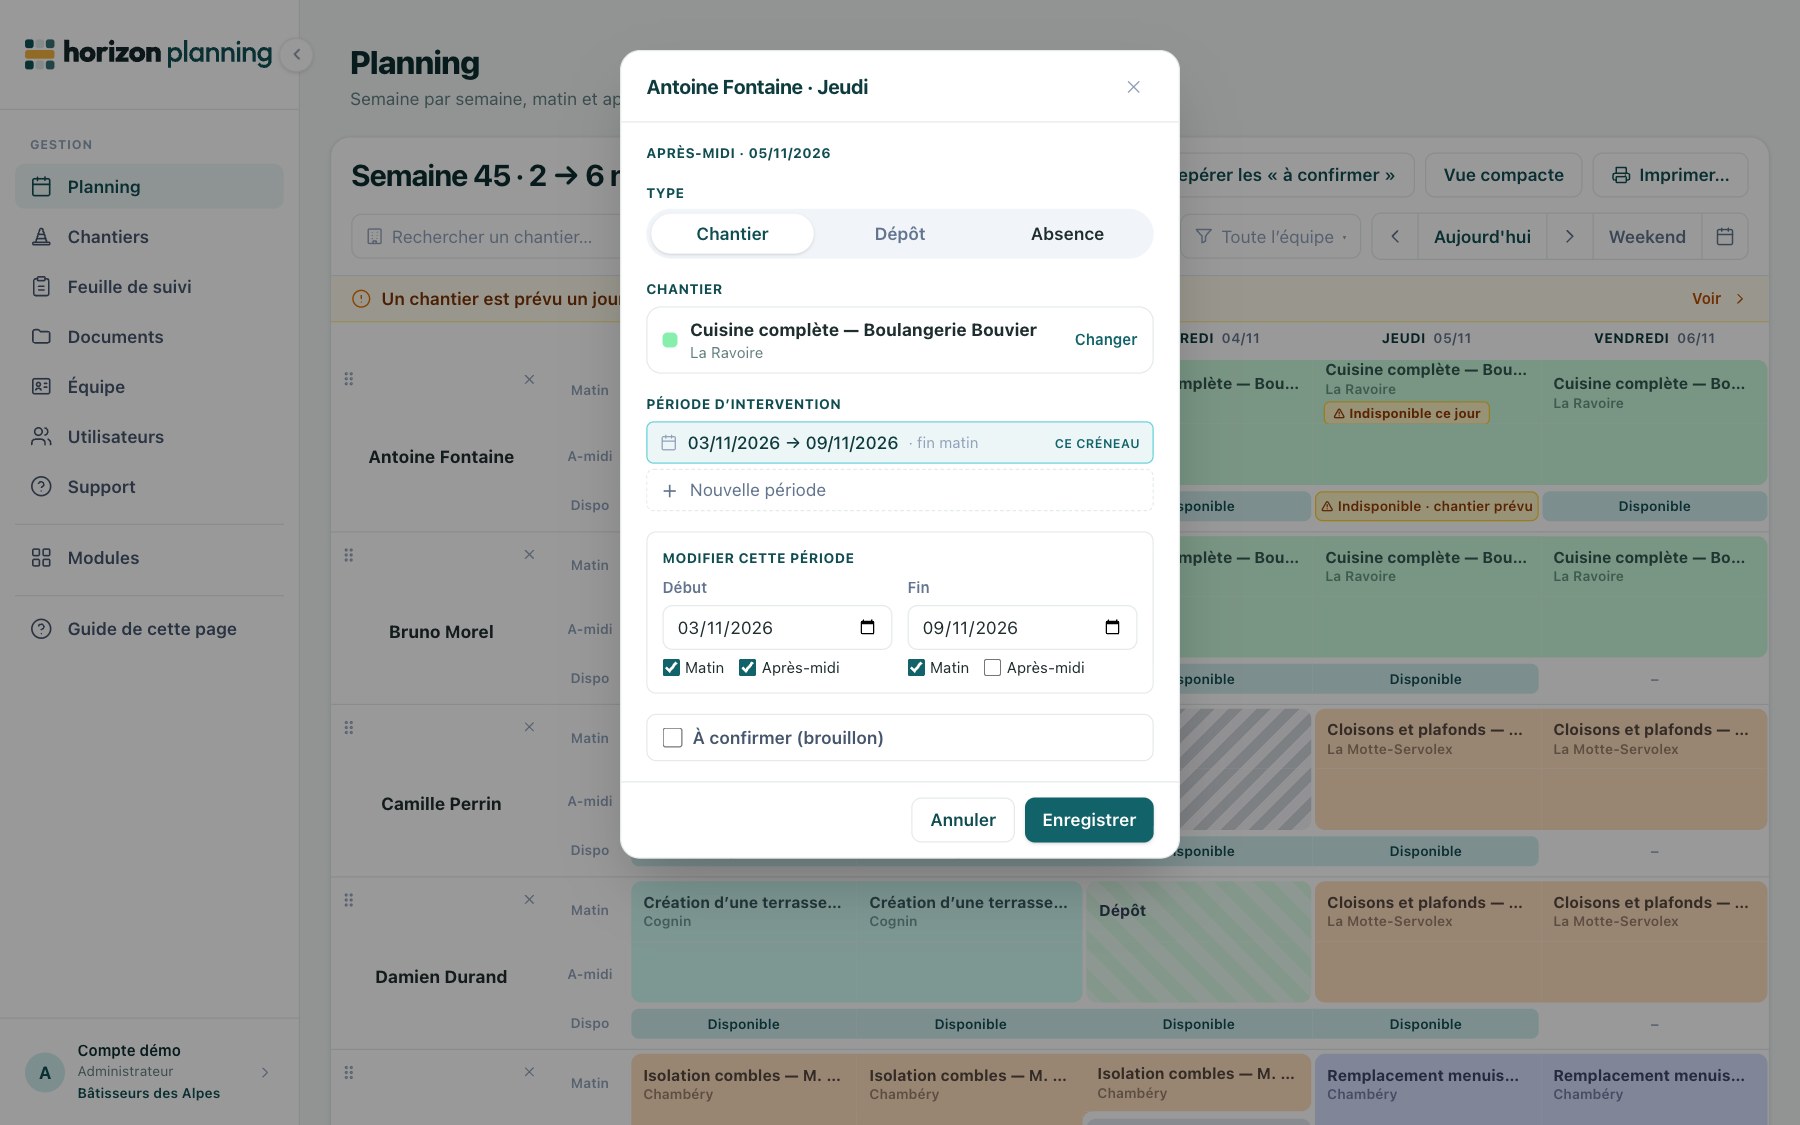 horizon planning
GESTION
Planning
Chantiers
Feuille de suivi
Documents
Équipe
Utilisateurs
Support
Modules
Guide de cette page
A
Compte démo
Administrateur
Bâtisseurs des Alpes
Planning
Semaine par semaine, matin et ap
Semaine 45 · 2 → 6 n
epérer les « à confirmer »
Vue compacte
Imprimer...
Rechercher un chantier...
Toute l'équipe ·
Aujourd'hui
Weekend
Un chantier est prévu un jour
Voir
REDI 04/11
JEUDI 05/11
VENDREDI 06/11
Antoine Fontaine
Matin
A-midi
Dispo
mplète — Bou...
Cuisine complète — Bou...
La Ravoire
Indisponible ce jour
Cuisine complète — Bo...
La Ravoire
sponible
Indisponible · chantier prévu
Disponible
Bruno Morel
Matin
A-midi
Dispo
mplète — Bou...
Cuisine complète — Bou...
La Ravoire
Cuisine complète — Bo...
La Ravoire
sponible
Disponible
–
Camille Perrin
Matin
A-midi
Dispo
Cloisons et plafonds — ...
La Motte-Servolex
Cloisons et plafonds — ...
La Motte-Servolex
sponible
Disponible
–
Damien Durand
Matin
A-midi
Dispo
Création d'une terrasse...
Cognin
Création d'une terrasse...
Cognin
Dépôt
Cloisons et plafonds — ...
La Motte-Servolex
Cloisons et plafonds — ...
La Motte-Servolex
Disponible
Disponible
Disponible
Disponible
–
Matin
Isolation combles — M. ...
Chambéry
Isolation combles — M. ...
Chambéry
Isolation combles — M. ...
Chambéry
Remplacement menuis...
Chambéry
Remplacement menuis...
Chambéry
Antoine Fontaine · Jeudi
APRÈS-MIDI · 05/11/2026
TYPE
Chantier
Dépôt
Absence
CHANTIER
Cuisine complète — Boulangerie Bouvier
La Ravoire
Changer
PÉRIODE D'INTERVENTION
03/11/2026 → 09/11/2026 · fin matin
CE CRÉNEAU
Nouvelle période
MODIFIER CETTE PÉRIODE
Début
Fin
03/11/2026
09/11/2026
Matin
Après-midi
Matin
Après-midi
À confirmer (brouillon)
Annuler
Enregistrer